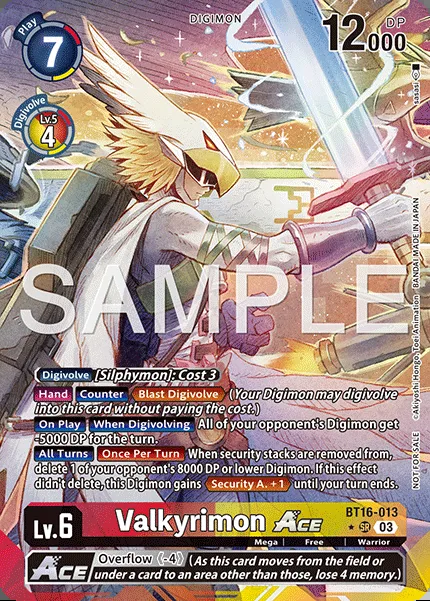 Play
7
DIGIMON
12000
DP
Digivolve
Lv.5
4
SAMPLE
Digivolve [Silphymon]: Cost 3
Hand Counter Blast Digivolve (Your Digimon may digivolve
into this card without paying the cost.)
On Play When Digivolving All of your opponent's Digimon get
-5000 DP for the turn.
All Turns Once Per Turn When security stacks are removed from,
delete 1 of your opponent's 8000 DP or lower Digimon. If this effect
didn't delete, this Digimon gains Security A. +1 until your turn ends.
NOT FOR SALE ©Akiyoshi Hongo, Toei Animation BANDAI MADE IN JAPAN
Lv.6
Valkyrimon ACE
BT16-013
SR 03
Mega Free Warrior
ACE
Overflow 《-4》 (As this card moves from the field or
under a card to an area other than those, lose 4 memory.)